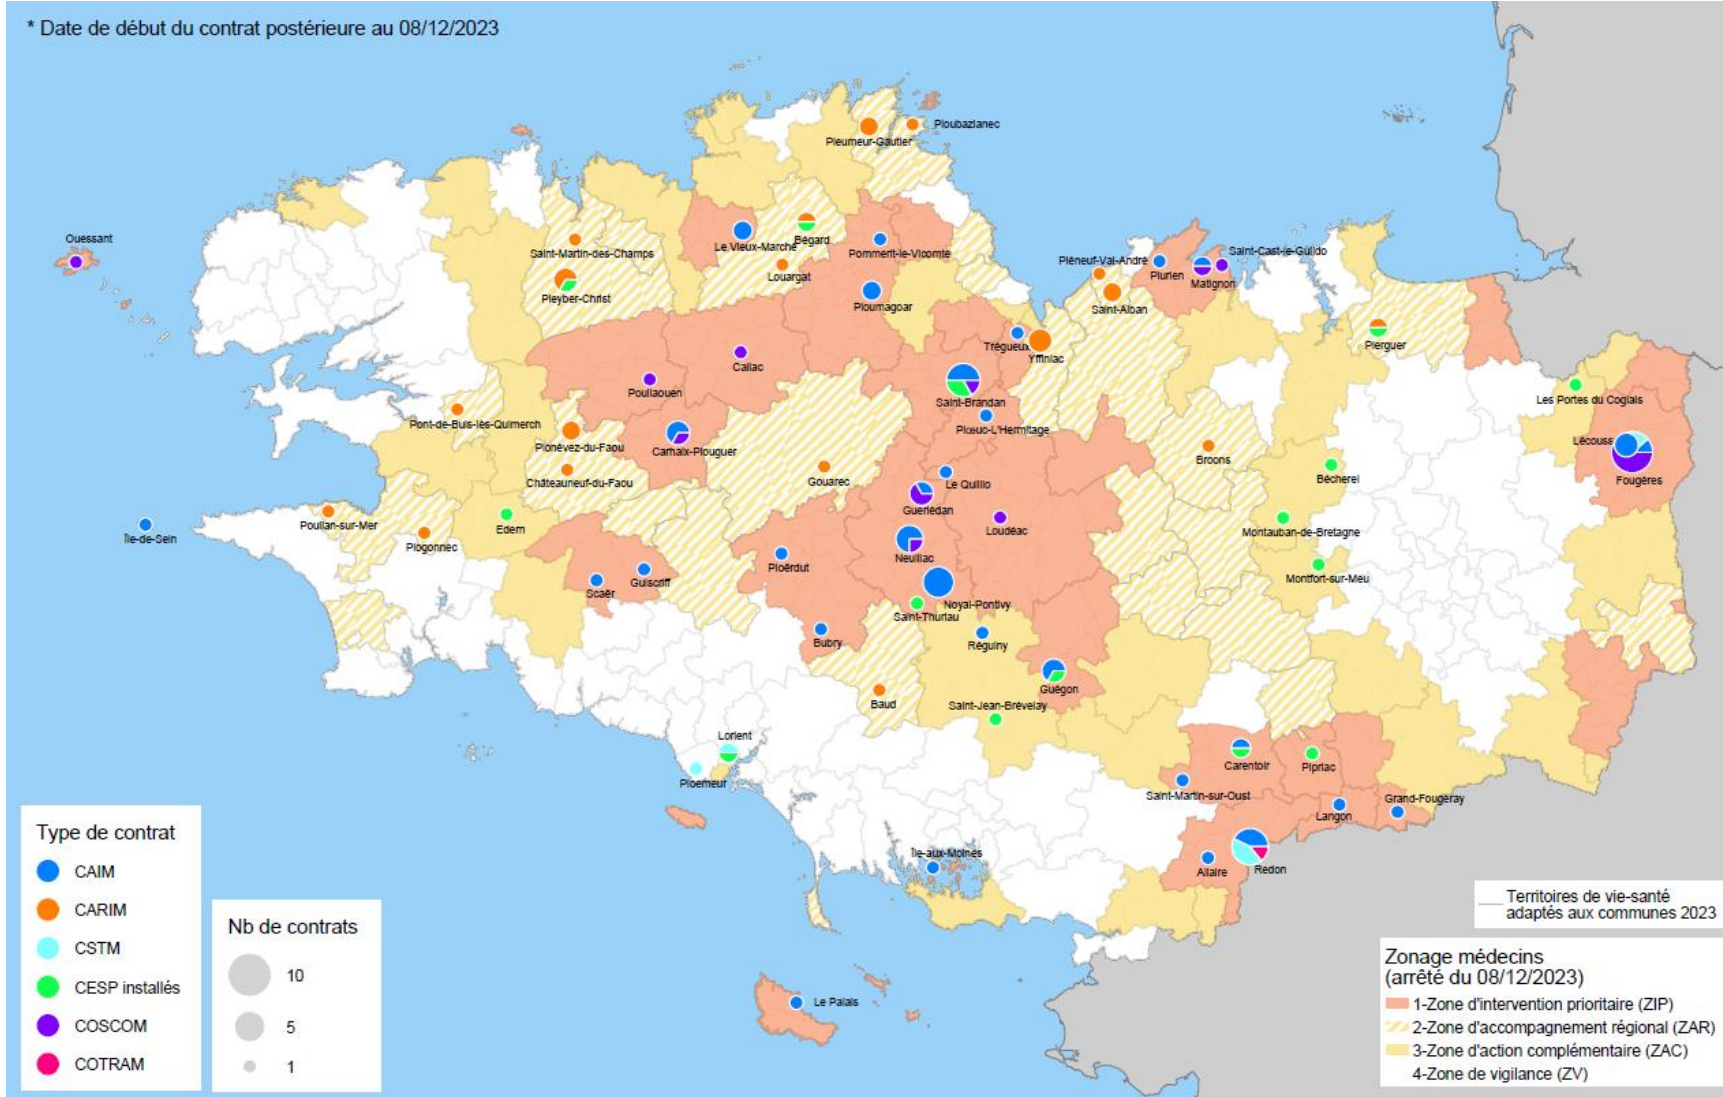 * Date de début du contrat postérieure au 08/12/2023
Ploubazlanec
Pleumeur-Gautier
Ouessant
Saint-Martin-des-Champs
Le Vieux-Marché
Bégard
Louargat
Pommerit-le-Vicomte
Pleyber-Christ
Ploumagoar
Pléneuf-Val-André
Plurien
Saint-Cast-le-Guildo
Matignon
Saint-Alban
Trégueux
Yffiniac
Plerguer
Callac
Poullaouen
Saint-Brandan
Plœuc-L'Hermitage
Les Portes du Coglais
Pont-de-Buis-lès-Quimerch
Plonévez-du-Faou
Carhaix-Plouguer
Lécousse
Fougères
Broons
Bécherel
Châteauneuf-du-Faou
Gouarec
Le Quillio
Guerlédan
Loudéac
Poullan-sur-Mer
Plogonnec
Edern
Île-de-Sein
Montauban-de-Bretagne
Montfort-sur-Meu
Neulliac
Ploërdut
Guiscriff
Scaër
Noyal-Pontivy
Saint-Thuriau
Bubry
Réguiny
Guégon
Baud
Saint-Jean-Brévelay
Lorient
Ploemeur
Carentoir
Pipriac
Saint-Martin-sur-Oust
Langon
Grand-Fougeray
Allaire
Redon
Île-aux-Moines
Le Palais
Type de contrat
CAIM
CARIM
CSTM
CESP installés
COSCOM
COTRAM
Nb de contrats
10
5
1
Territoires de vie-santé
adaptés aux communes 2023
Zonage médecins
(arrêté du 08/12/2023)
1-Zone d'intervention prioritaire (ZIP)
2-Zone d'accompagnement régional (ZAR)
3-Zone d'action complémentaire (ZAC)
4-Zone de vigilance (ZV)